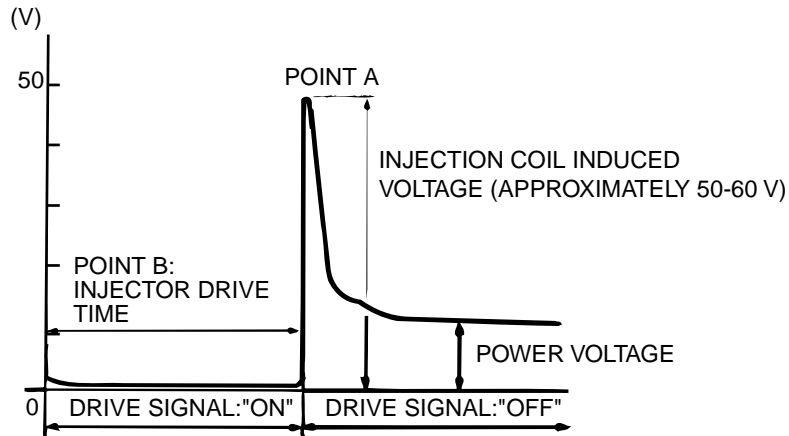 (V)
50
POINT A
INJECTION COIL INDUCED
VOLTAGE (APPROXIMATELY 50-60 V)
POINT B:
INJECTOR DRIVE
TIME
POWER VOLTAGE
0
DRIVE SIGNAL:"ON"
DRIVE SIGNAL:"OFF"